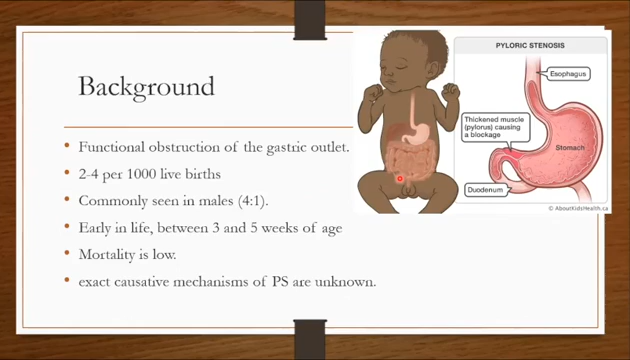 Background
Functional obstruction of the gastric outlet.
2-4 per 1000 live births
Commonly seen in males (4:1).
Early in life, between 3 and 5 weeks of age
Mortality is low.
exact causative mechanisms of PS are unknown.
PYLORIC STENOSIS
Esophagus
Thickened muscle
(pylorus) causing
a blockage
Stomach
Duodenum
© AboutKidsHealth.ca